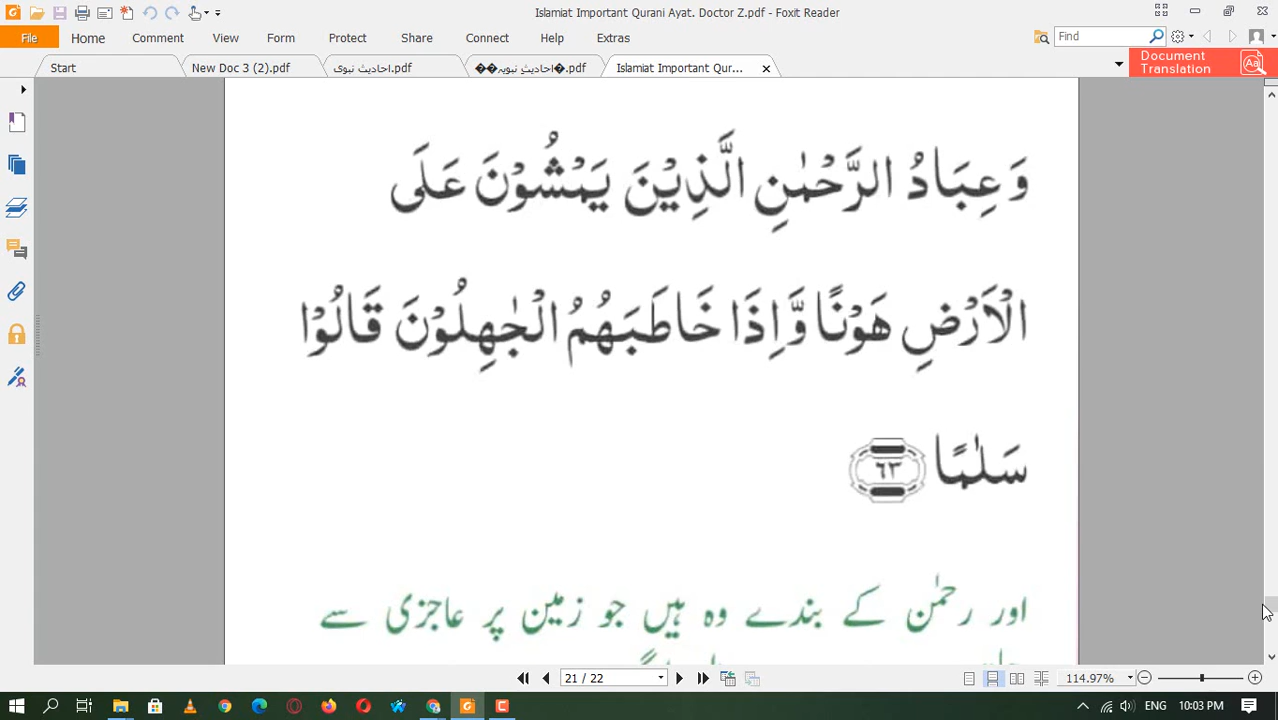 Islamiat Important Qurani Ayat. Doctor Z.pdf - Foxit Reader
File Home Comment View Form Protect Share Connect Help Extras Find
Start New Doc 3 (2).pdf احادیث نبوی.pdf ��احادیثِ نبویہ�.pdf Islamiat Important Qur...
Document
Translation
وَعِبَادُ الرَّحْمٰنِ الَّذِيْنَ يَمْشُوْنَ عَلَى
الْاَرْضِ هَوْنًا وَّاِذَا خَاطَبَهُمُ الْجٰهِلُوْنَ قَالُوْا
سَلٰمًا ٦٣
اور رحمٰن کے بندے وہ ہیں جو زمین پر عاجزی سے
21 / 22 114.97%
ENG 10:03 PM